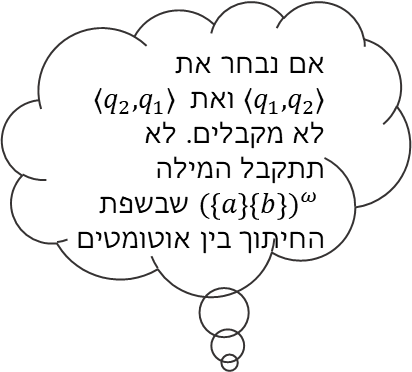 אם נבחר את
⟨q₁,q₂⟩ ואת ⟨q₂,q₁⟩
לא מקבלים. לא
תתקבל המילה
({a}{b})^ω שבשפת
החיתוך בין אוטומטים